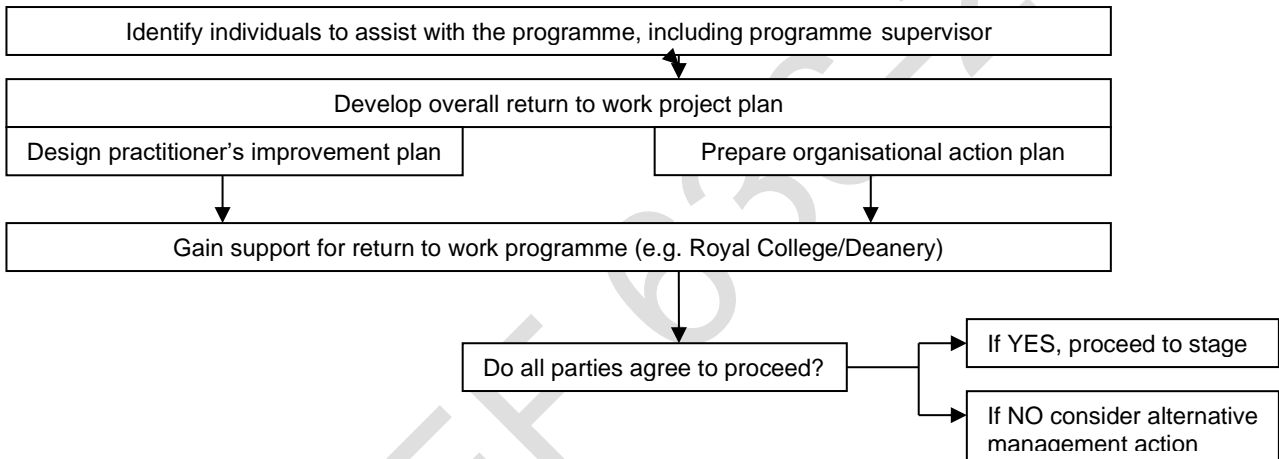 Identify individuals to assist with the programme, including programme supervisor
Develop overall return to work project plan
Design practitioner's improvement plan
Prepare organisational action plan
Gain support for return to work programme (e.g. Royal College/Deanery)
Do all parties agree to proceed?
If YES, proceed to stage
If NO consider alternative
management action